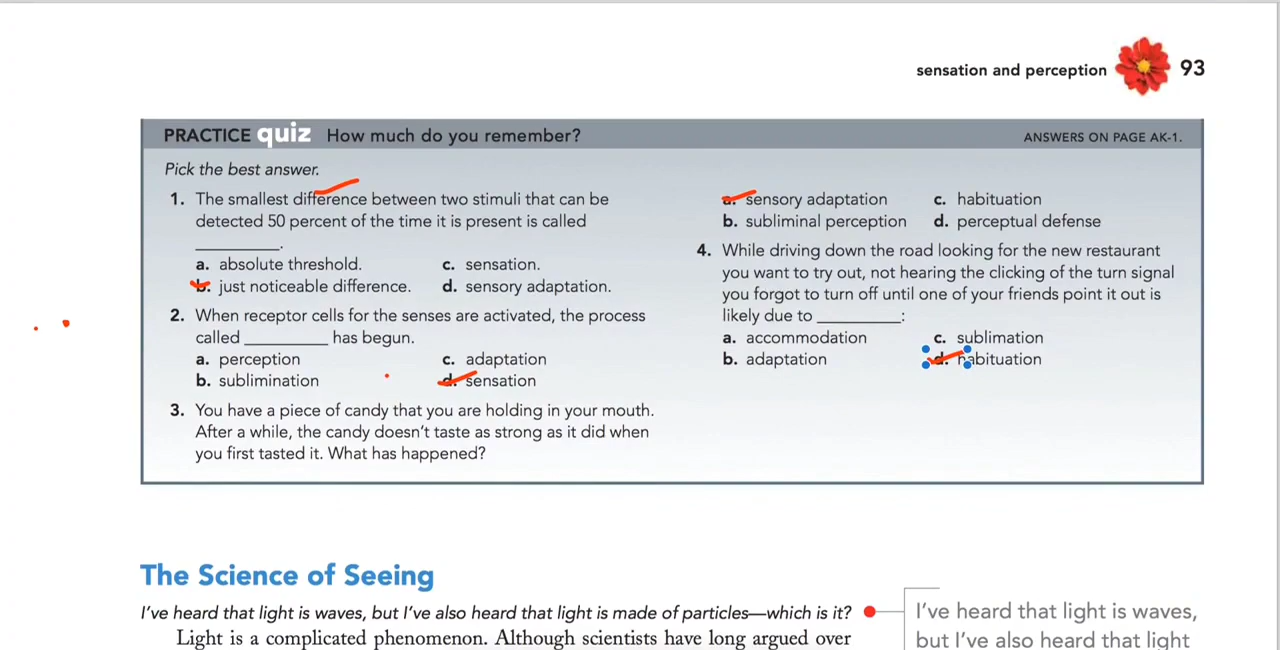 sensation and perception 93
PRACTICE quiz How much do you remember? ANSWERS ON PAGE AK-1.
Pick the best answer.
1. The smallest difference between two stimuli that can be
detected 50 percent of the time it is present is called
__________.
a. absolute threshold. c. sensation.
b. just noticeable difference. d. sensory adaptation.
2. When receptor cells for the senses are activated, the process
called __________ has begun.
a. perception c. adaptation
b. sublimination d. sensation
3. You have a piece of candy that you are holding in your mouth.
After a while, the candy doesn't taste as strong as it did when
you first tasted it. What has happened?
a. sensory adaptation c. habituation
b. subliminal perception d. perceptual defense
4. While driving down the road looking for the new restaurant
you want to try out, not hearing the clicking of the turn signal
you forgot to turn off until one of your friends point it out is
likely due to __________:
a. accommodation c. sublimation
b. adaptation d. habituation
The Science of Seeing
I've heard that light is waves, but I've also heard that light is made of particles—which is it?
Light is a complicated phenomenon. Although scientists have long argued over
I've heard that light is waves,
but I've also heard that light